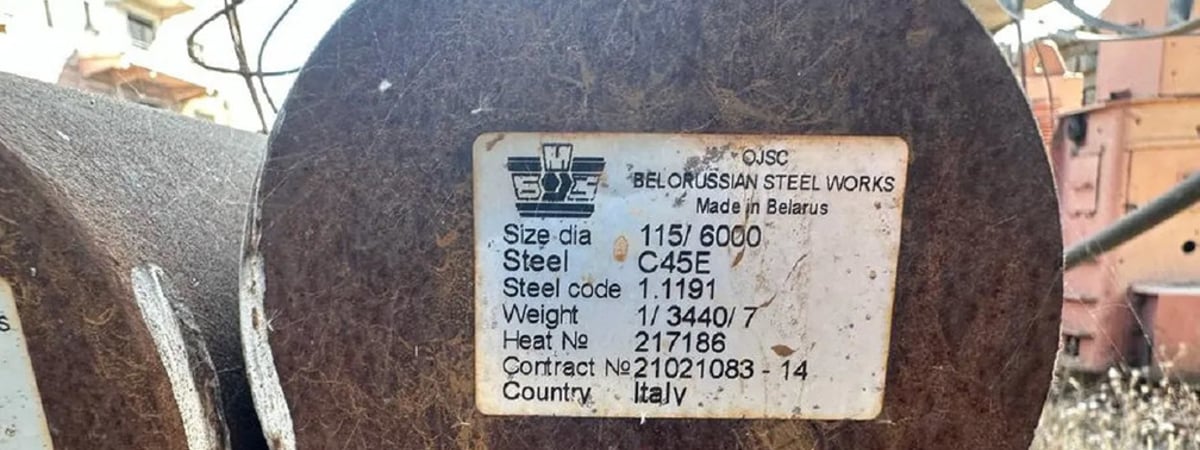 OJSC
BELORUSSIAN STEEL WORKS
Made in Belarus
Size dia 115/ 6000
Steel C45E
Steel code 1.1191
Weight 1/ 3440/ 7
Heat № 217186
Contract № 21021083 - 14
Country Italy
s